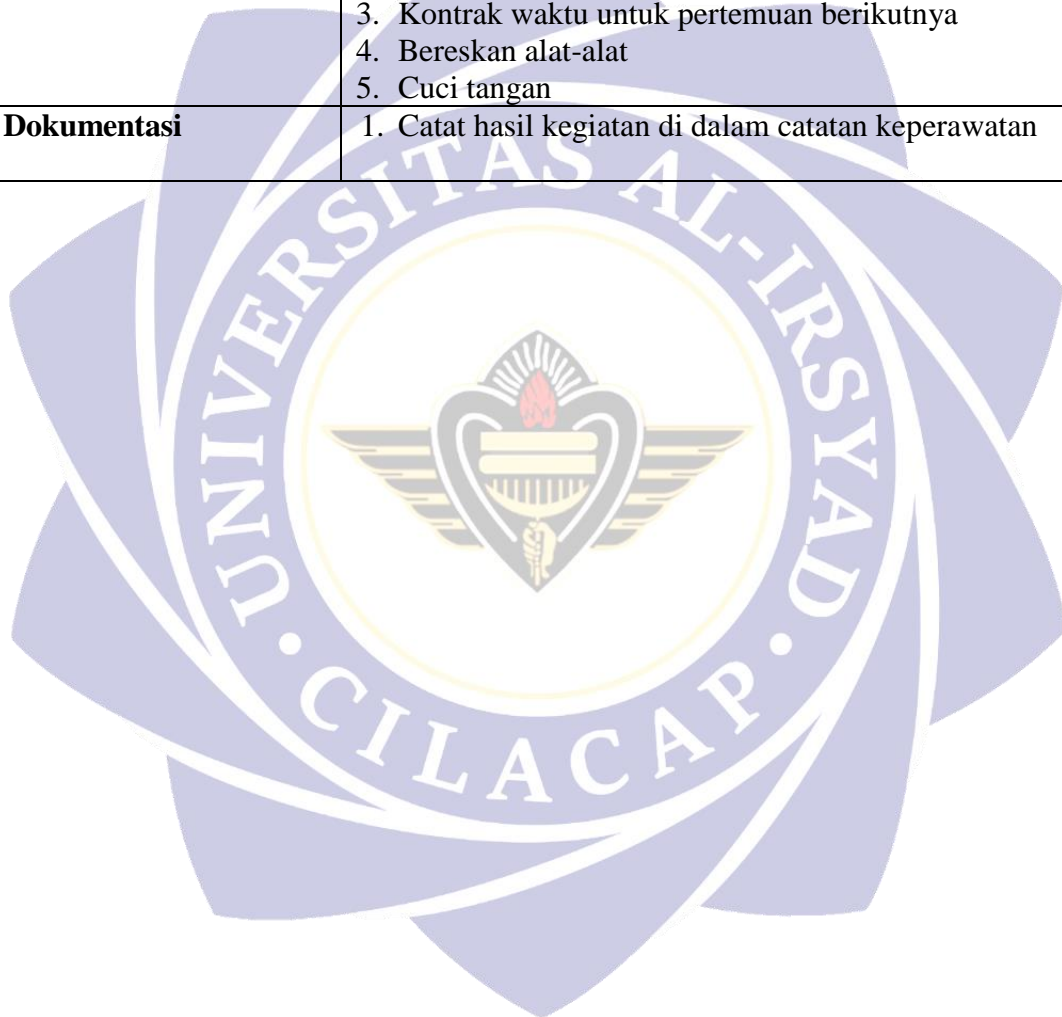 3. Kontrak waktu untuk pertemuan berikutnya
4. Bereskan alat-alat
5. Cuci tangan
Dokumentasi 1. Catat hasil kegiatan di dalam catatan keperawatan
UNIVERSITAS AL-IRSYAD
CILACAP